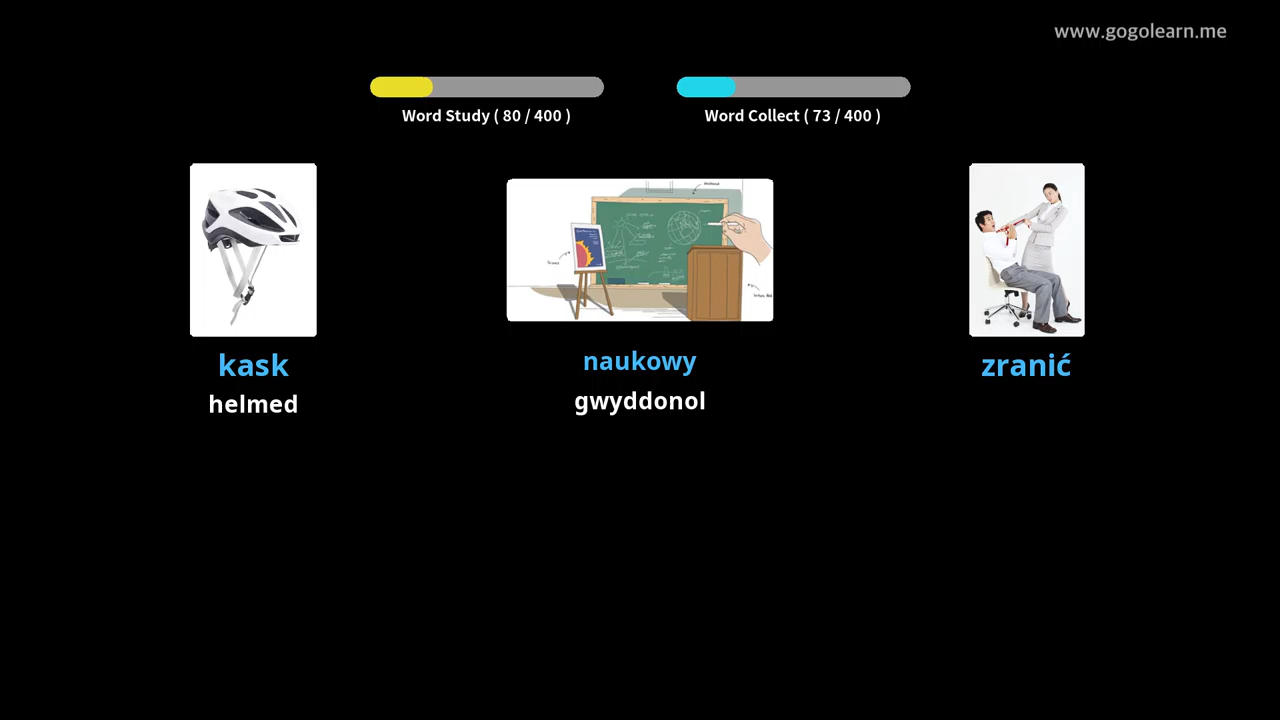 www.gogolearn.me
Word Study ( 80 / 400 )
Word Collect ( 73 / 400 )
kask
helmed
naukowy
gwyddonol
zranić